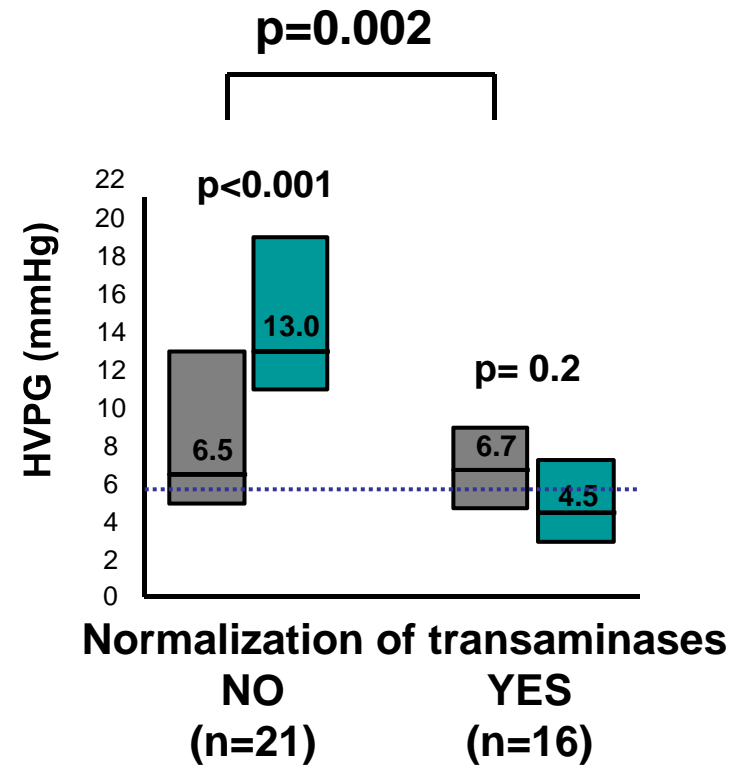 p=0.002
p<0.001
p= 0.2
HVPG (mmHg)
22
20
18
16
14
12
10
8
6
4
2
0
6.5
13.0
6.7
4.5
Normalization of transaminases
NO YES
(n=21) (n=16)